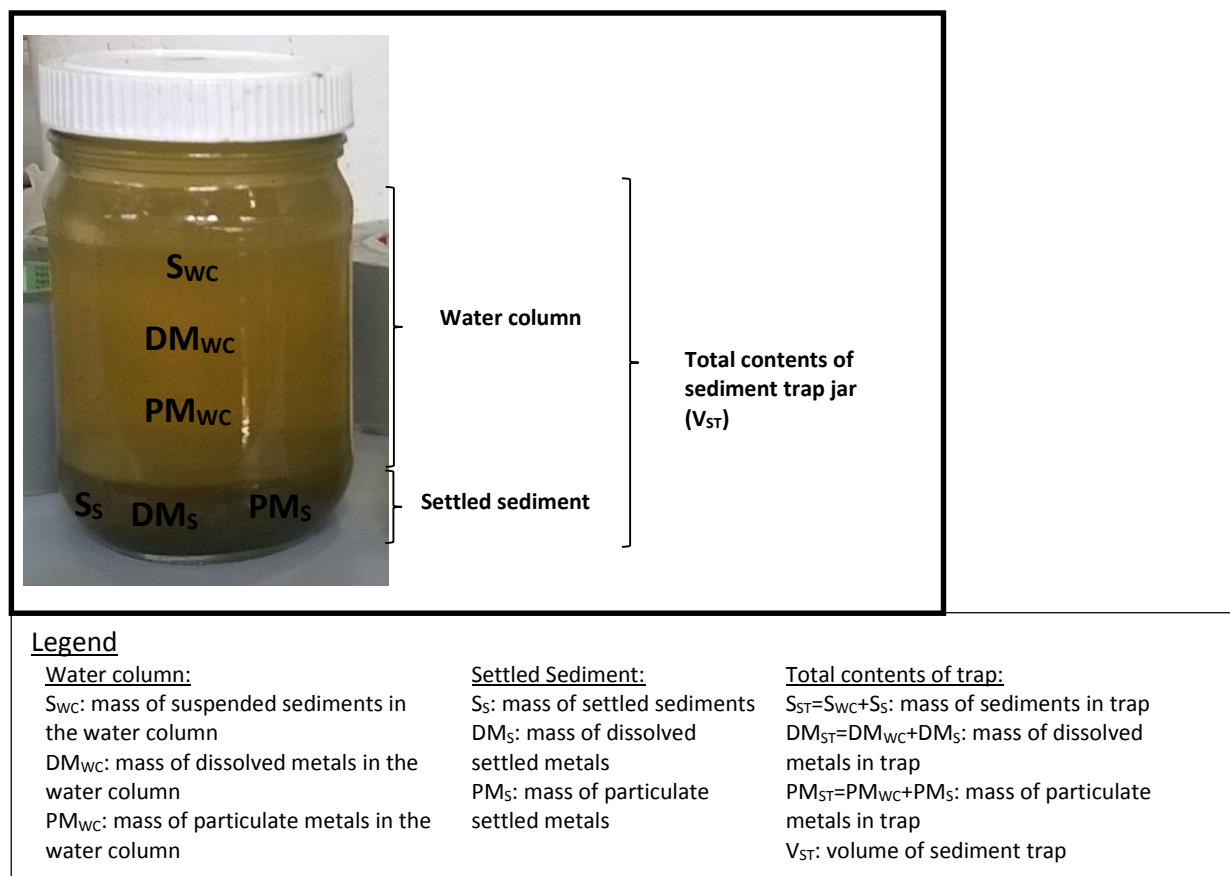 SWC
DMWC
PMWC
SS
DMS
PMS
Water column
Settled sediment
Total contents of
sediment trap jar
(VST)
Legend
Water column:
SWC: mass of suspended sediments in
the water column
DMWC: mass of dissolved metals in the
water column
PMWC: mass of particulate metals in the
water column
Settled Sediment:
SS: mass of settled sediments
DMS: mass of dissolved
settled metals
PMS: mass of particulate
settled metals
Total contents of trap:
SST=SWC+SS: mass of sediments in trap
DMST=DMWC+DMS: mass of dissolved
metals in trap
PMST=PMWC+PMS: mass of particulate
metals in trap
VST: volume of sediment trap